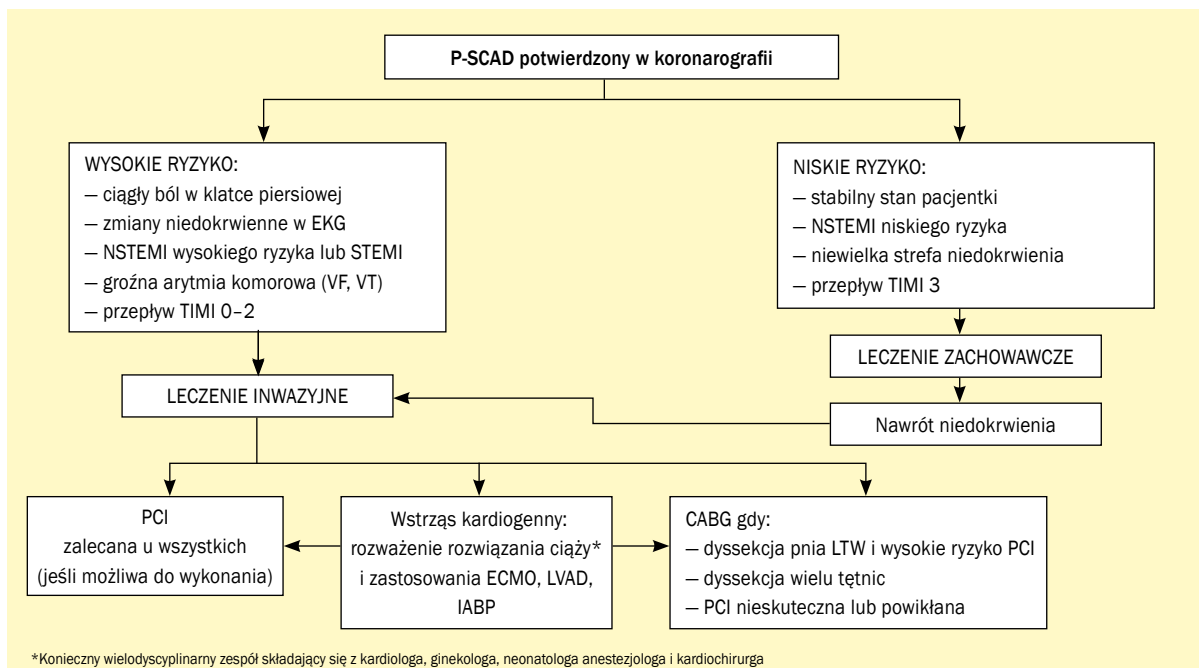 P-SCAD potwierdzony w koronarografii
WYSOKIE RYZYKO:
— ciągły ból w klatce piersiowej
— zmiany niedokrwienne w EKG
— NSTEMI wysokiego ryzyka lub STEMI
— groźna arytmia komorowa (VF, VT)
— przepływ TIMI 0–2
NISKIE RYZYKO:
— stabilny stan pacjentki
— NSTEMI niskiego ryzyka
— niewielka strefa niedokrwienia
— przepływ TIMI 3
LECZENIE ZACHOWAWCZE
LECZENIE INWAZYJNE
Nawrót niedokrwienia
PCI
zalecana u wszystkich
(jeśli możliwa do wykonania)
Wstrząs kardiogenny:
rozważenie rozwiązania ciąży*
i zastosowania ECMO, LVAD,
IABP
CABG gdy:
— dyssekcja pnia LTW i wysokie ryzyko PCI
— dyssekcja wielu tętnic
— PCI nieskuteczna lub powikłana
*Konieczny wielodyscyplinarny zespół składający się z kardiologa, ginekologa, neonatologa anestezjologa i kardiochirurga